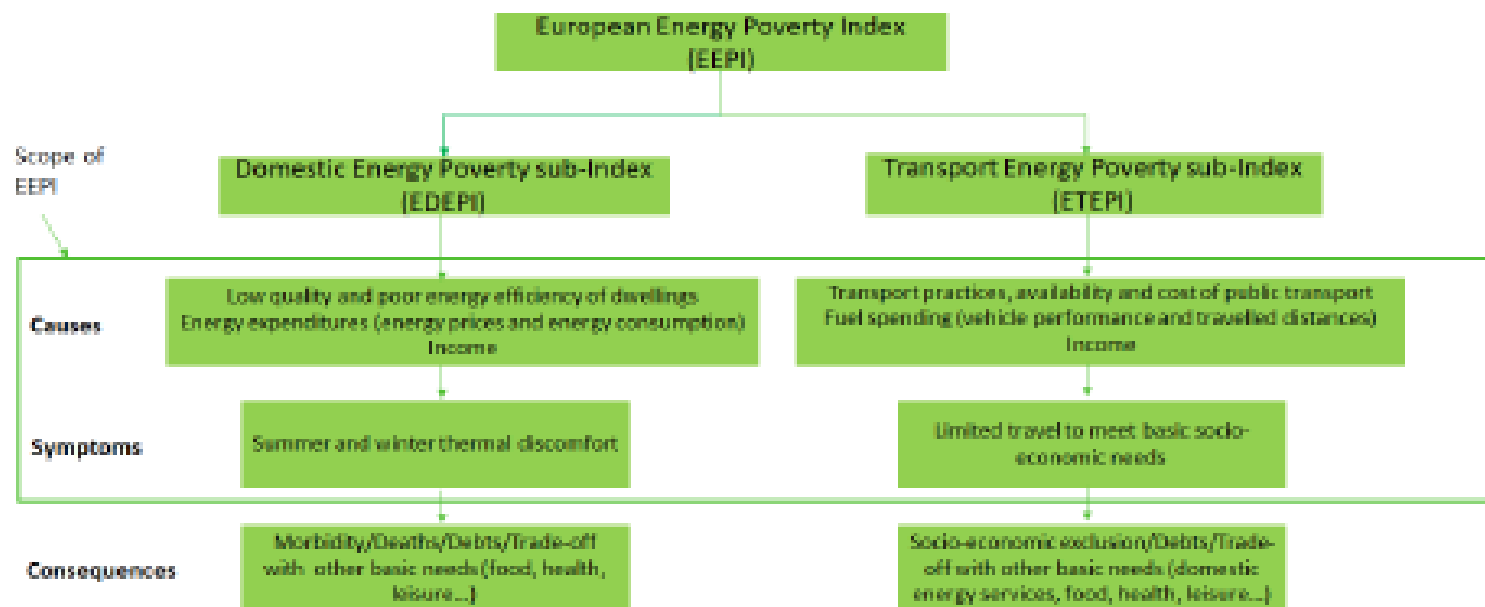 European Energy Poverty Index
(EEPI)
Scope of
EEPI
Domestic Energy Poverty sub-Index
(EDEPI)
Transport Energy Poverty sub-Index
(ETEPI)
Causes
Low quality and poor energy efficiency of dwellings
Energy expenditures (energy prices and energy consumption)
Income
Transport practices, availability and cost of public transport
Fuel spending (vehicle performance and travelled distances)
Income
Symptoms
Summer and winter thermal discomfort
Limited travel to meet basic socio-
economic needs
Consequences
Morbidity/Deaths/Debts/Trade-off
with other basic needs (food, health,
leisure...)
Socio-economic exclusion/Debts/Trade-
off with other basic needs (domestic
energy services, food, health, leisure...)